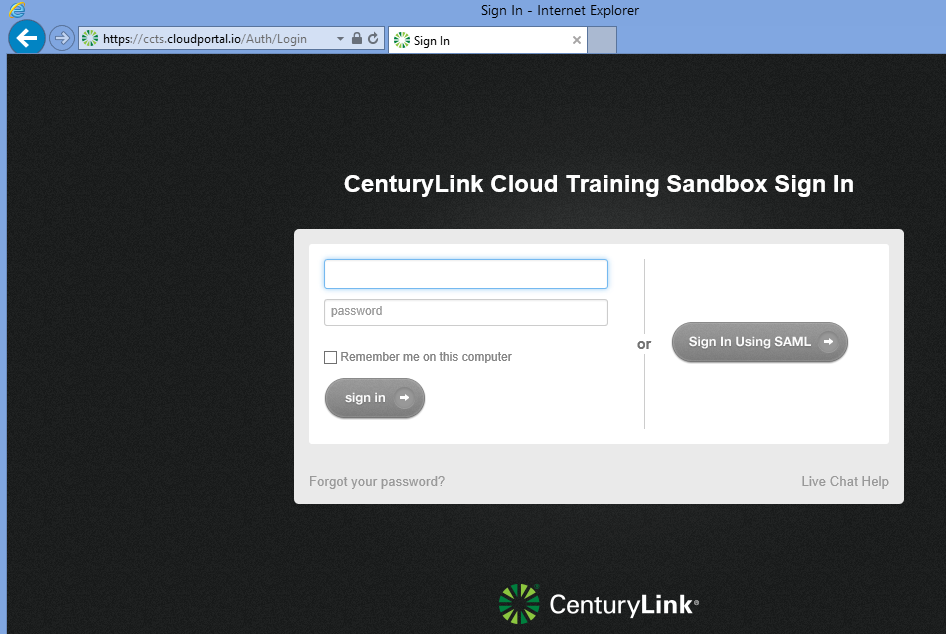 Sign In - Internet Explorer
https://ccts.cloudportal.io/Auth/Login
Sign In
CenturyLink Cloud Training Sandbox Sign In
password
Remember me on this computer
sign in
or
Sign In Using SAML
Forgot your password?
Live Chat Help
CenturyLink®